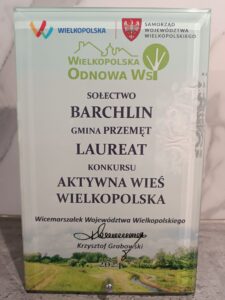 WIELKOPOLSKA
SAMORZĄD
WOJEWÓDZTWA
WIELKOPOLSKIEGO
WIELKOPOLSKA
ODNOWA WSI
SOŁECTWO
BARCHLIN
GMINA PRZEMĘT
LAUREAT
KONKURSU
AKTYWNA WIEŚ
WIELKOPOLSKA
Wicemarszałek Województwa Wielkopolskiego
Krzysztof Grabowski